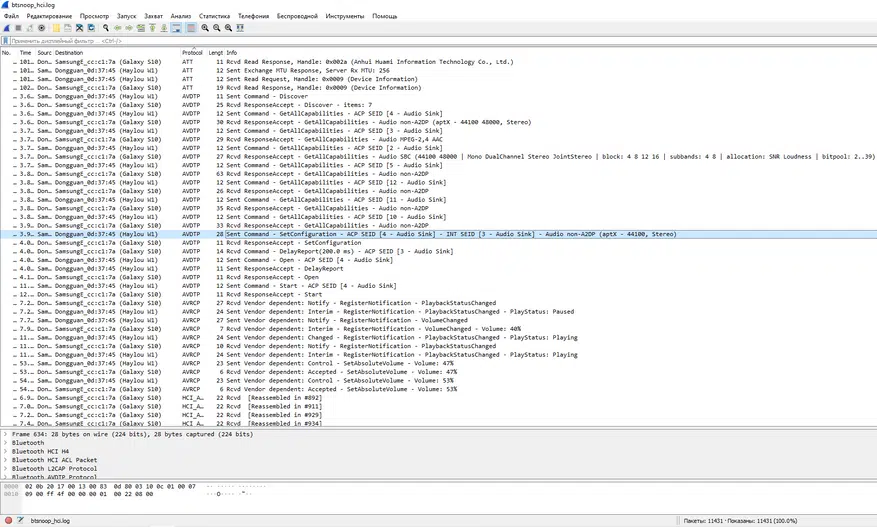 btsnoop_hci.log
Файл Редактирование Просмотр Запуск Захват Анализ Статистика Телефония Беспроводной Инструменты Помощь
Применить дисплейный фильтр ... <Ctrl-/>
No. Time Sourc Destination Protocol Lengt Info
101… Don… SamsungE_cc:c1:7a (Galaxy S10) ATT 11 Rcvd Read Response, Handle: 0x002a (Anhui Huami Information Technology Co., Ltd.)
101… Sam… Dongguan_0d:37:45 (Haylou W1) ATT 12 Sent Exchange MTU Response, Server Rx MTU: 256
101… Sam… Dongguan_0d:37:45 (Haylou W1) ATT 12 Sent Read Request, Handle: 0x0009 (Device Information)
102… Don… SamsungE_cc:c1:7a (Galaxy S10) ATT 19 Rcvd Read Response, Handle: 0x0009 (Device Information)
3.6… Sam… Dongguan_0d:37:45 (Haylou W1) AVDTP 11 Sent Command - Discover
3.6… Don… SamsungE_cc:c1:7a (Galaxy S10) AVDTP 25 Rcvd ResponseAccept - Discover - items: 7
3.6… Sam… Dongguan_0d:37:45 (Haylou W1) AVDTP 12 Sent Command - GetAllCapabilities - ACP SEID [4 - Audio Sink]
3.6… Don… SamsungE_cc:c1:7a (Galaxy S10) AVDTP 30 Rcvd ResponseAccept - GetAllCapabilities - Audio non-A2DP (aptX - 44100 48000, Stereo)
3.6… Sam… Dongguan_0d:37:45 (Haylou W1) AVDTP 12 Sent Command - GetAllCapabilities - ACP SEID [3 - Audio Sink]
3.7… Don… SamsungE_cc:c1:7a (Galaxy S10) AVDTP 29 Rcvd ResponseAccept - GetAllCapabilities - Audio MPEG-2,4 AAC
3.7… Sam… Dongguan_0d:37:45 (Haylou W1) AVDTP 12 Sent Command - GetAllCapabilities - ACP SEID [2 - Audio Sink]
3.7… Don… SamsungE_cc:c1:7a (Galaxy S10) AVDTP 27 Rcvd ResponseAccept - GetAllCapabilities - Audio SBC (44100 48000 | Mono DualChannel Stereo JointStereo | block: 4 8 12 16 | subbands: 4 8 | allocation: SNR Loudness | bitpool: 2..39)
3.7… Sam… Dongguan_0d:37:45 (Haylou W1) AVDTP 12 Sent Command - GetAllCapabilities - ACP SEID [5 - Audio Sink]
3.8… Don… SamsungE_cc:c1:7a (Galaxy S10) AVDTP 63 Rcvd ResponseAccept - GetAllCapabilities - Audio non-A2DP
3.8… Sam… Dongguan_0d:37:45 (Haylou W1) AVDTP 12 Sent Command - GetAllCapabilities - ACP SEID [12 - Audio Sink]
3.8… Don… SamsungE_cc:c1:7a (Galaxy S10) AVDTP 26 Rcvd ResponseAccept - GetAllCapabilities - Audio non-A2DP
3.8… Sam… Dongguan_0d:37:45 (Haylou W1) AVDTP 12 Sent Command - GetAllCapabilities - ACP SEID [11 - Audio Sink]
3.8… Don… SamsungE_cc:c1:7a (Galaxy S10) AVDTP 35 Rcvd ResponseAccept - GetAllCapabilities - Audio non-A2DP
3.8… Sam… Dongguan_0d:37:45 (Haylou W1) AVDTP 12 Sent Command - GetAllCapabilities - ACP SEID [10 - Audio Sink]
3.9… Don… SamsungE_cc:c1:7a (Galaxy S10) AVDTP 33 Rcvd ResponseAccept - GetAllCapabilities - Audio non-A2DP
3.9… Sam… Dongguan_0d:37:45 (Haylou W1) AVDTP 28 Sent Command - SetConfiguration - ACP SEID [4 - Audio Sink] - INT SEID [3 - Audio Sink] - Audio non-A2DP (aptX - 44100, Stereo)
4.0… Don… SamsungE_cc:c1:7a (Galaxy S10) AVDTP 11 Rcvd ResponseAccept - SetConfiguration
4.0… Don… SamsungE_cc:c1:7a (Galaxy S10) AVDTP 14 Rcvd Command - DelayReport(200.0 ms) - ACP SEID [3 - Audio Sink]
4.0… Sam… Dongguan_0d:37:45 (Haylou W1) AVDTP 12 Sent Command - Open - ACP SEID [4 - Audio Sink]
4.0… Sam… Dongguan_0d:37:45 (Haylou W1) AVDTP 11 Sent ResponseAccept - DelayReport
4.1… Don… SamsungE_cc:c1:7a (Galaxy S10) AVDTP 11 Rcvd ResponseAccept - Open
11.… Sam… Dongguan_0d:37:45 (Haylou W1) AVDTP 12 Sent Command - Start - ACP SEID [4 - Audio Sink]
12.… Don… SamsungE_cc:c1:7a (Galaxy S10) AVDTP 11 Rcvd ResponseAccept - Start
7.2… Don… SamsungE_cc:c1:7a (Galaxy S10) AVRCP 27 Rcvd Vendor dependent: Notify - RegisterNotification - PlaybackStatusChanged
7.2… Sam… Dongguan_0d:37:45 (Haylou W1) AVRCP 24 Sent Vendor dependent: Interim - RegisterNotification - PlaybackStatusChanged - PlayStatus: Paused
7.7… Sam… Dongguan_0d:37:45 (Haylou W1) AVRCP 27 Sent Vendor dependent: Notify - RegisterNotification - VolumeChanged
7.9… Don… SamsungE_cc:c1:7a (Galaxy S10) AVRCP 7 Rcvd Vendor dependent: Interim - RegisterNotification - VolumeChanged - Volume: 40%
11.… Sam… Dongguan_0d:37:45 (Haylou W1) AVRCP 24 Sent Vendor dependent: Changed - RegisterNotification - PlaybackStatusChanged - PlayStatus: Playing
11.… Don… SamsungE_cc:c1:7a (Galaxy S10) AVRCP 10 Rcvd Vendor dependent: Notify - RegisterNotification - PlaybackStatusChanged
11.… Sam… Dongguan_0d:37:45 (Haylou W1) AVRCP 24 Sent Vendor dependent: Interim - RegisterNotification - PlaybackStatusChanged - PlayStatus: Playing
53.… Sam… Dongguan_0d:37:45 (Haylou W1) AVRCP 23 Sent Vendor dependent: Control - SetAbsoluteVolume - Volume: 47%
53.… Don… SamsungE_cc:c1:7a (Galaxy S10) AVRCP 6 Rcvd Vendor dependent: Accepted - SetAbsoluteVolume - Volume: 47%
54.… Sam… Dongguan_0d:37:45 (Haylou W1) AVRCP 23 Sent Vendor dependent: Control - SetAbsoluteVolume - Volume: 53%
54.… Don… SamsungE_cc:c1:7a (Galaxy S10) AVRCP 6 Rcvd Vendor dependent: Accepted - SetAbsoluteVolume - Volume: 53%
6.9… Don… SamsungE_cc:c1:7a (Galaxy S10) HCI_A… 22 Rcvd [Reassembled in #892]
7.0… Don… SamsungE_cc:c1:7a (Galaxy S10) HCI_A… 22 Rcvd [Reassembled in #911]
7.2… Don… SamsungE_cc:c1:7a (Galaxy S10) HCI_A… 22 Rcvd [Reassembled in #929]
7.4… Don… SamsungE_cc:c1:7a (Galaxy S10) HCI_A… 22 Rcvd [Reassembled in #934]
Frame 634: 28 bytes on wire (224 bits), 28 bytes captured (224 bits)
Bluetooth
Bluetooth HCI H4
Bluetooth HCI ACL Packet
Bluetooth L2CAP Protocol
Bluetooth AVDTP Protocol
0000 02 0b 20 17 00 13 00 83 0d 80 03 10 0c 01 00 07
0010 09 00 ff 4f 00 00 00 01 00 22 08 00
btsnoop_hci.log
Пакеты: 11431 · Показаны: 11431 (100.0%)